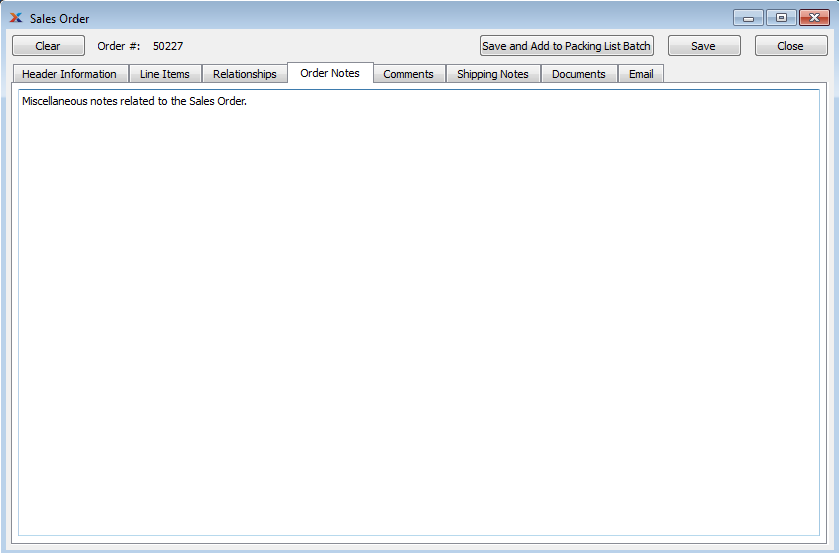 Sales Order
Clear Order #: 50227 Save and Add to Packing List Batch Save Close
Header Information Line Items Relationships Order Notes Comments Shipping Notes Documents Email
Miscellaneous notes related to the Sales Order.